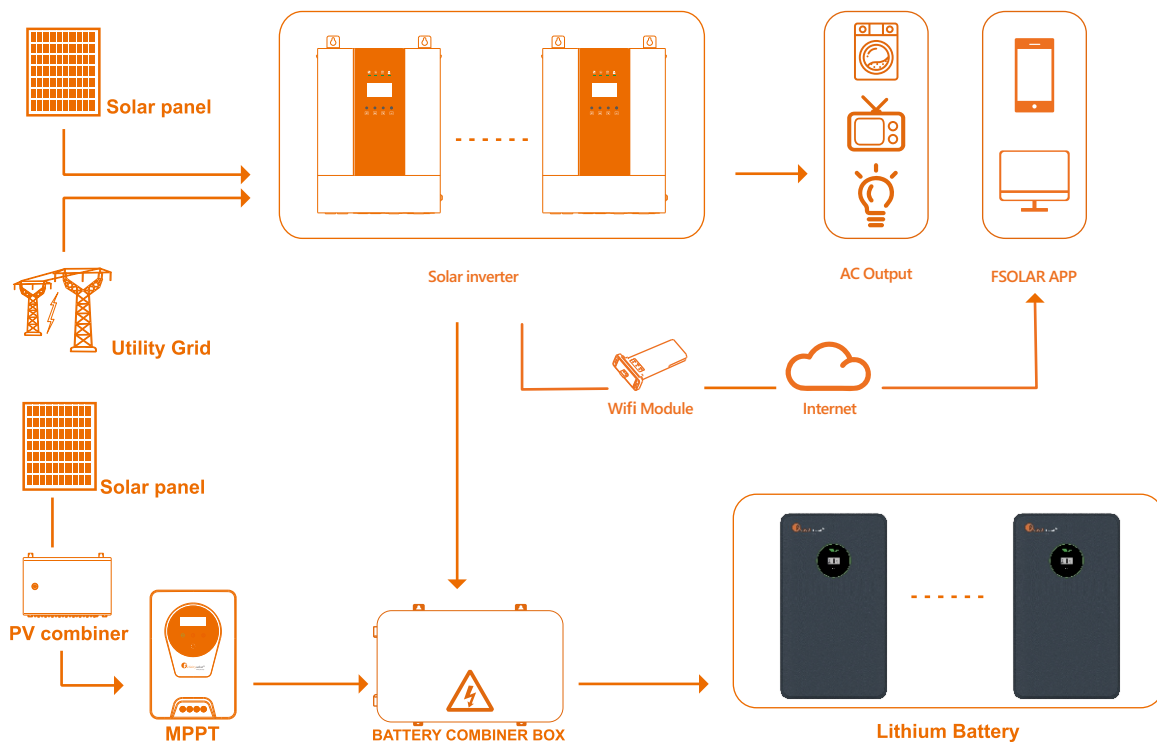 Solar panel
Solar inverter
AC Output
FSOLAR APP
Utility Grid
Wifi Module
Internet
Solar panel
PV combiner
MPPT
BATTERY COMBINER BOX
Lithium Battery